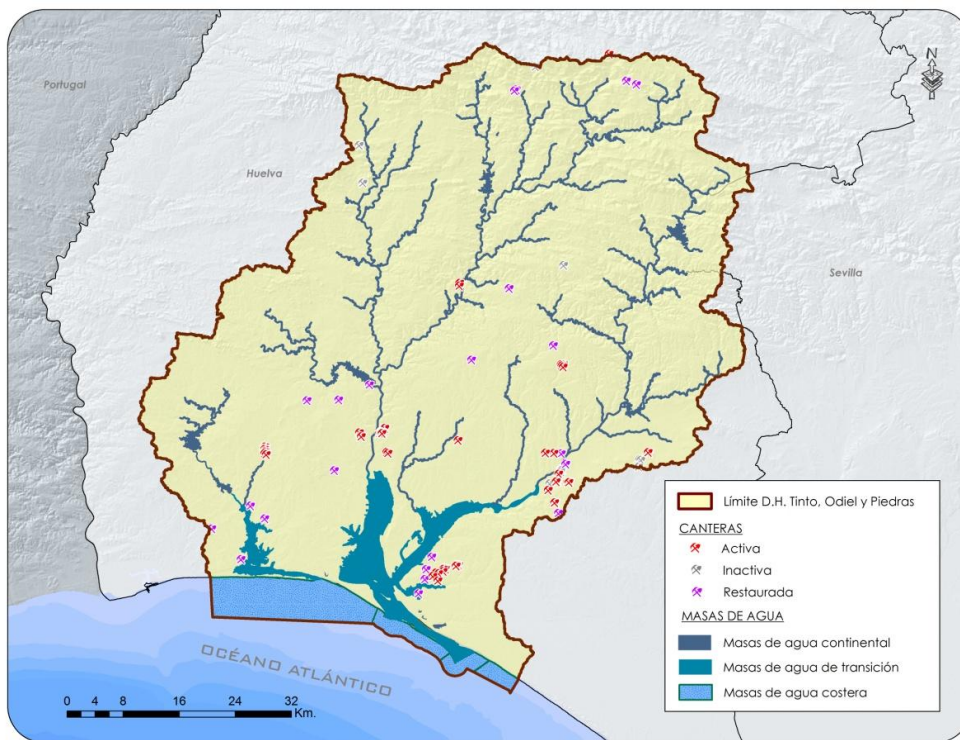 Portugal
N
Huelva
Sevilla
Límite D.H. Tinto, Odiel y Piedras
CANTERAS
Activa
Inactiva
Restaurada
MASAS DE AGUA
Masas de agua continental
Masas de agua de transición
Masas de agua costera
OCÉANO ATLÁNTICO
0 4 8 16 24 32
Km.